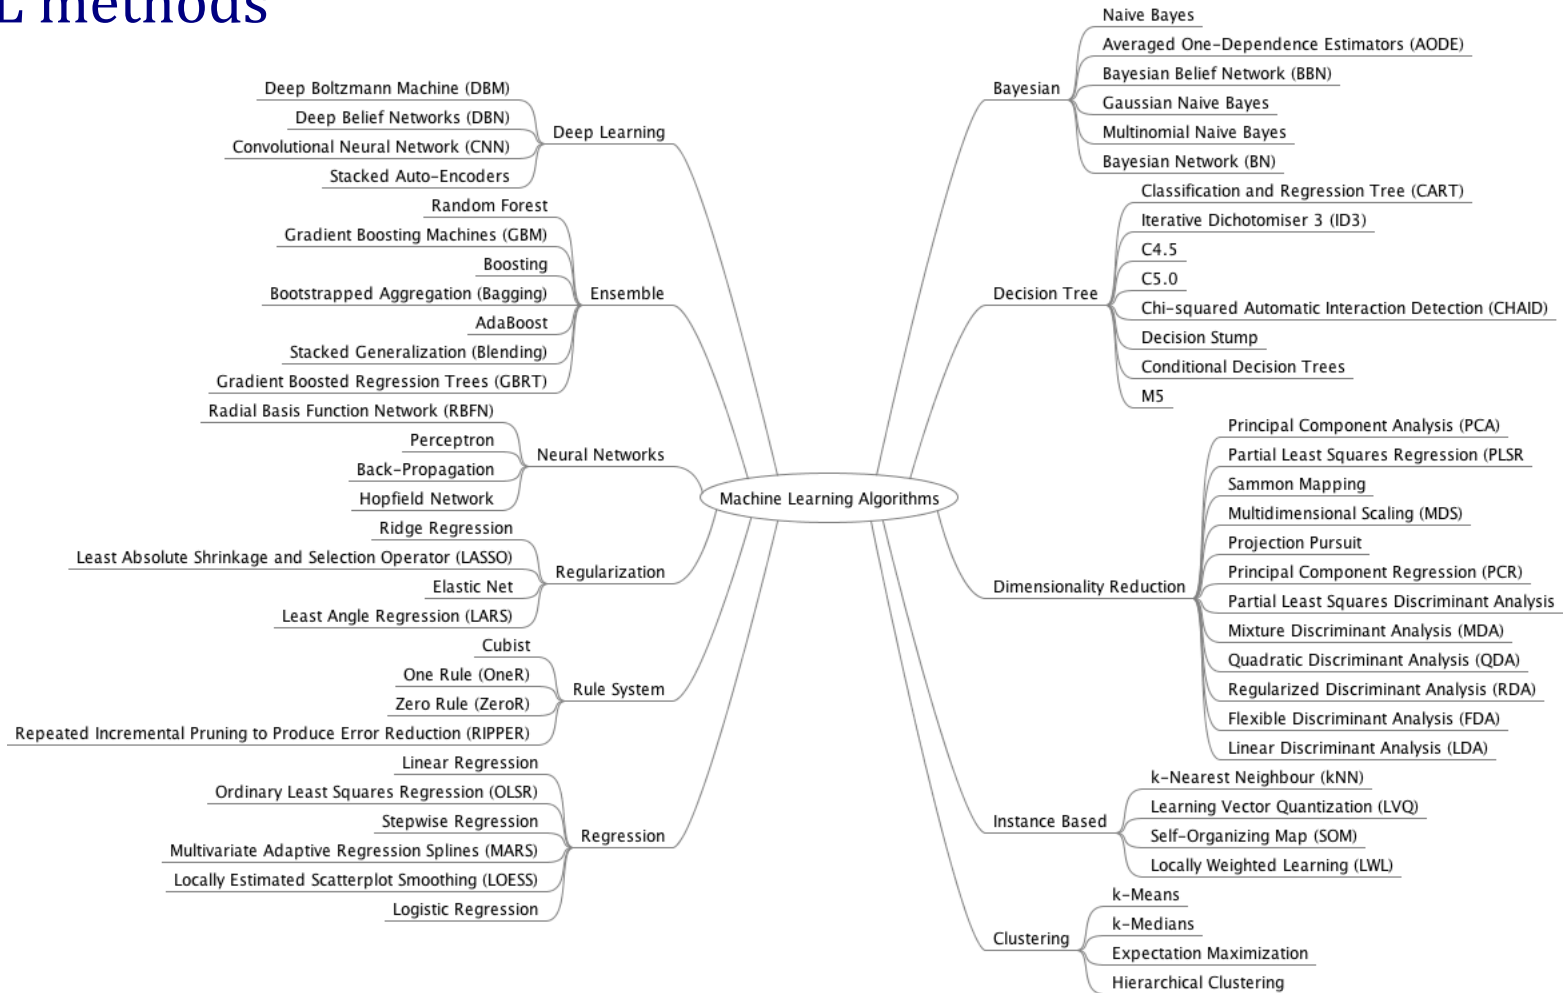 L methods
Deep Boltzmann Machine (DBM)
Deep Belief Networks (DBN)
Convolutional Neural Network (CNN)
Stacked Auto-Encoders
Deep Learning
Random Forest
Gradient Boosting Machines (GBM)
Boosting
Bootstrapped Aggregation (Bagging)
AdaBoost
Stacked Generalization (Blending)
Gradient Boosted Regression Trees (GBRT)
Ensemble
Radial Basis Function Network (RBFN)
Perceptron
Back-Propagation
Hopfield Network
Neural Networks
Ridge Regression
Least Absolute Shrinkage and Selection Operator (LASSO)
Elastic Net
Least Angle Regression (LARS)
Regularization
Cubist
One Rule (OneR)
Zero Rule (ZeroR)
Repeated Incremental Pruning to Produce Error Reduction (RIPPER)
Rule System
Linear Regression
Ordinary Least Squares Regression (OLSR)
Stepwise Regression
Multivariate Adaptive Regression Splines (MARS)
Locally Estimated Scatterplot Smoothing (LOESS)
Logistic Regression
Regression
Machine Learning Algorithms
Bayesian
Naive Bayes
Averaged One-Dependence Estimators (AODE)
Bayesian Belief Network (BBN)
Gaussian Naive Bayes
Multinomial Naive Bayes
Bayesian Network (BN)
Decision Tree
Classification and Regression Tree (CART)
Iterative Dichotomiser 3 (ID3)
C4.5
C5.0
Chi-squared Automatic Interaction Detection (CHAID)
Decision Stump
Conditional Decision Trees
M5
Dimensionality Reduction
Principal Component Analysis (PCA)
Partial Least Squares Regression (PLSR
Sammon Mapping
Multidimensional Scaling (MDS)
Projection Pursuit
Principal Component Regression (PCR)
Partial Least Squares Discriminant Analysis
Mixture Discriminant Analysis (MDA)
Quadratic Discriminant Analysis (QDA)
Regularized Discriminant Analysis (RDA)
Flexible Discriminant Analysis (FDA)
Linear Discriminant Analysis (LDA)
Instance Based
k-Nearest Neighbour (kNN)
Learning Vector Quantization (LVQ)
Self-Organizing Map (SOM)
Locally Weighted Learning (LWL)
Clustering
k-Means
k-Medians
Expectation Maximization
Hierarchical Clustering